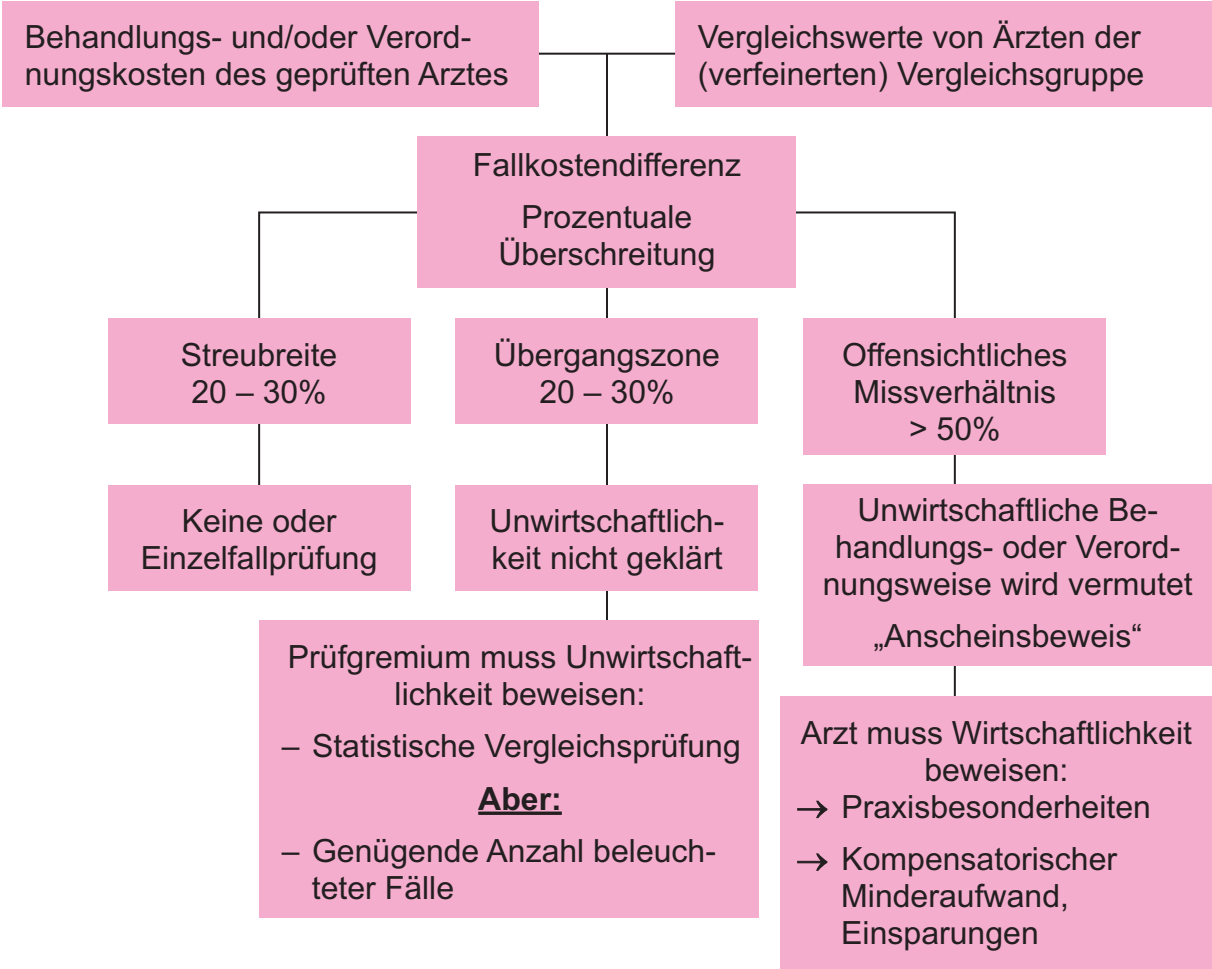 Behandlungs- und/oder Verord-
nungskosten des geprüften Arztes
Vergleichswerte von Ärzten der
(verfeinerten) Vergleichsgruppe
Fallkostendifferenz
Prozentuale
Überschreitung
Streubreite
20 – 30%
Übergangszone
20 – 30%
Offensichtliches
Missverhältnis
> 50%
Keine oder
Einzelfallprüfung
Unwirtschaftlich-
keit nicht geklärt
Unwirtschaftliche Be-
handlungs- oder Verord-
nungsweise wird vermutet
„Anscheinsbeweis“
Prüfgremium muss Unwirtschaft-
lichkeit beweisen:
– Statistische Vergleichsprüfung
Aber:
– Genügende Anzahl beleuch-
teter Fälle
Arzt muss Wirtschaftlichkeit
beweisen:
→ Praxisbesonderheiten
→ Kompensatorischer
Minderaufwand,
Einsparungen